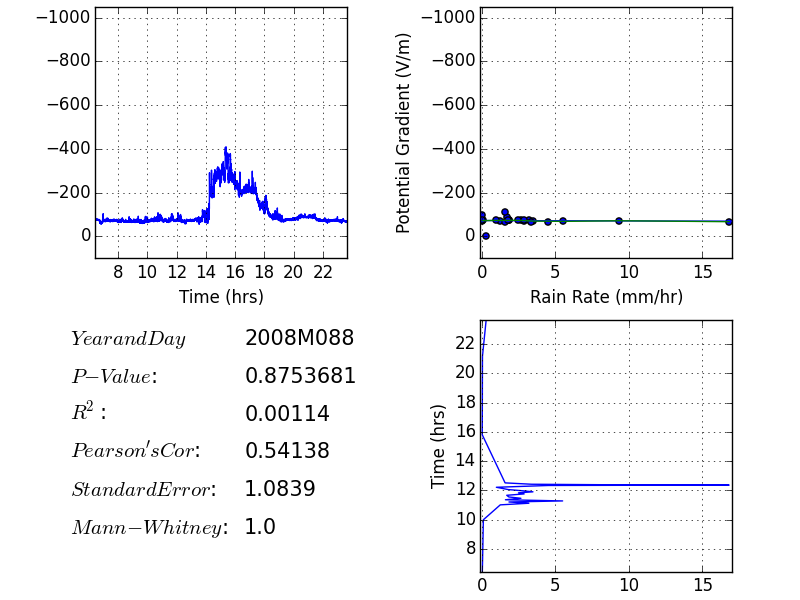 −1000
−800
−600
−400
−200
0
8 10 12 14 16 18 20 22
Time (hrs)
Potential Gradient (V/m)
−1000
−800
−600
−400
−200
0
0 5 10 15
Rain Rate (mm/hr)
YearandDay 2008M088
P−Value: 0.8753681
R²: 0.00114
Pearson'sCor: 0.54138
StandardError: 1.0839
Mann−Whitney: 1.0
Time (hrs)
22
20
18
16
14
12
10
8
0 5 10 15